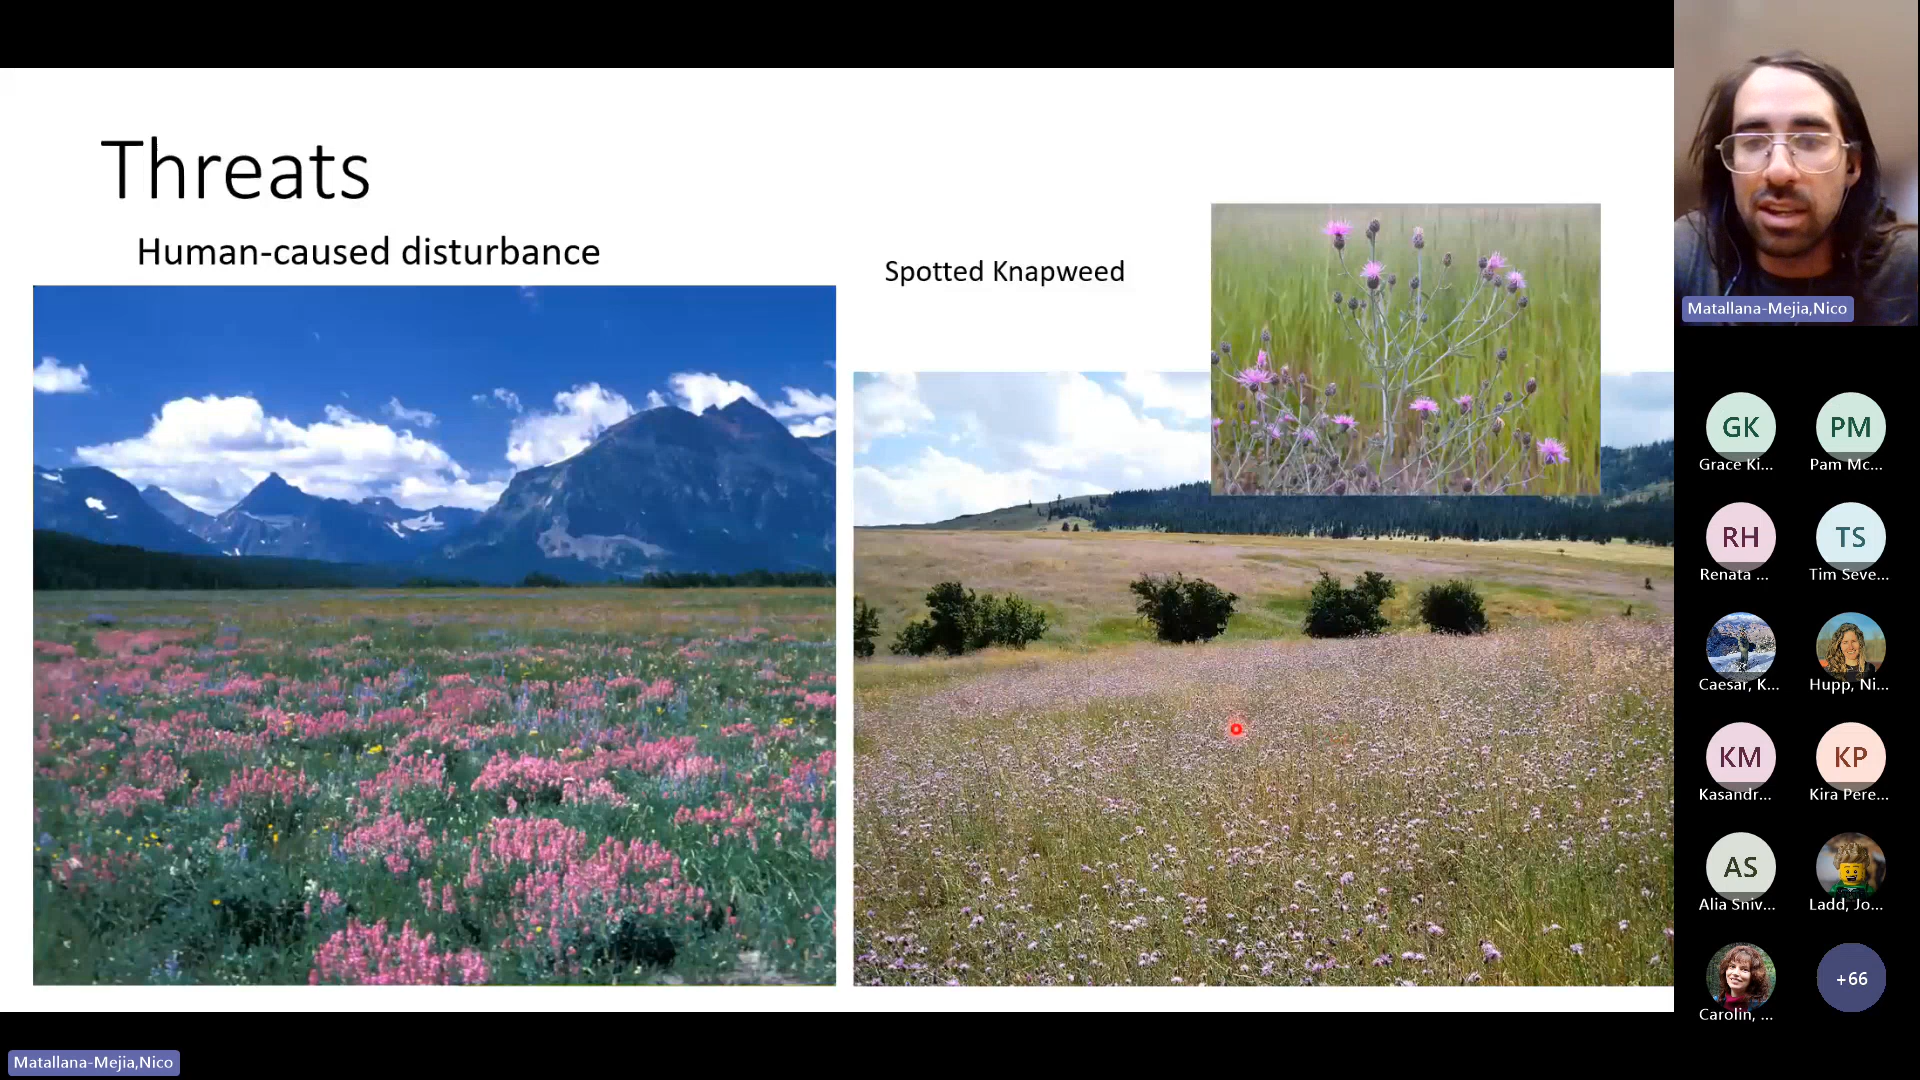 Threats
Human-caused disturbance
Spotted Knapweed
Matallana-Mejia,Nico
GK
PM
Grace Ki...
Pam Mc...
RH
TS
Renata ...
Tim Seve...
Caesar, K...
Hupp, Ni...
KM
KP
Kasandr...
Kira Pere...
AS
Alia Sniv...
Ladd, Jo...
+66
Carolin, ...
Matallana-Mejia,Nico